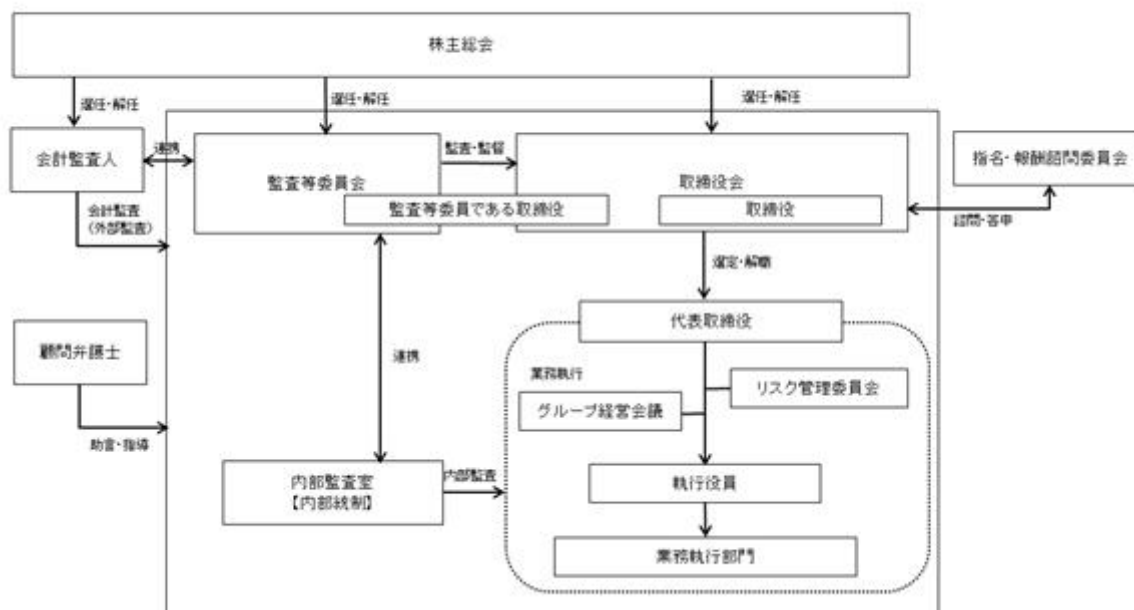 株主総会
選任・解任
選任・解任
選任・解任
会計監査人
連携
監査等委員会
監査・監督
取締役会
指名・報酬諮問委員会
監査等委員である取締役
取締役
会計監査
(外部監査)
諮問・答申
選定・解職
代表取締役
顧問弁護士
連携
業務執行
リスク管理委員会
グループ経営会議
助言・指導
内部監査室
【内部統制】
内部監査
執行役員
業務執行部門